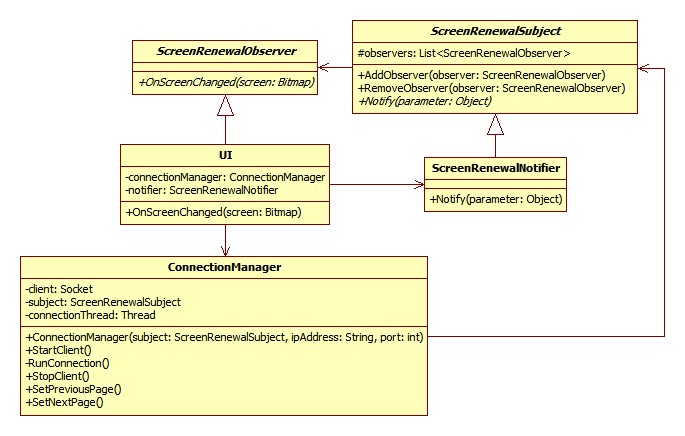 ScreenRenewalObserver
+OnScreenChanged(screen: Bitmap)
ScreenRenewalSubject
#observers: List<ScreenRenewalObserver>
+AddObserver(observer: ScreenRenewalObserver)
+RemoveObserver(observer: ScreenRenewalObserver)
+Notify(parameter: Object)
UI
-connectionManager: ConnectionManager
-notifier: ScreenRenewalNotifier
+OnScreenChanged(screen: Bitmap)
ScreenRenewalNotifier
+Notify(parameter: Object)
ConnectionManager
-client: Socket
-subject: ScreenRenewalSubject
-connectionThread: Thread
+ConnectionManager(subject: ScreenRenewalSubject, ipAddress: String, port: int)
+StartClient()
-RunConnection()
+StopClient()
+SetPreviousPage()
+SetNextPage()